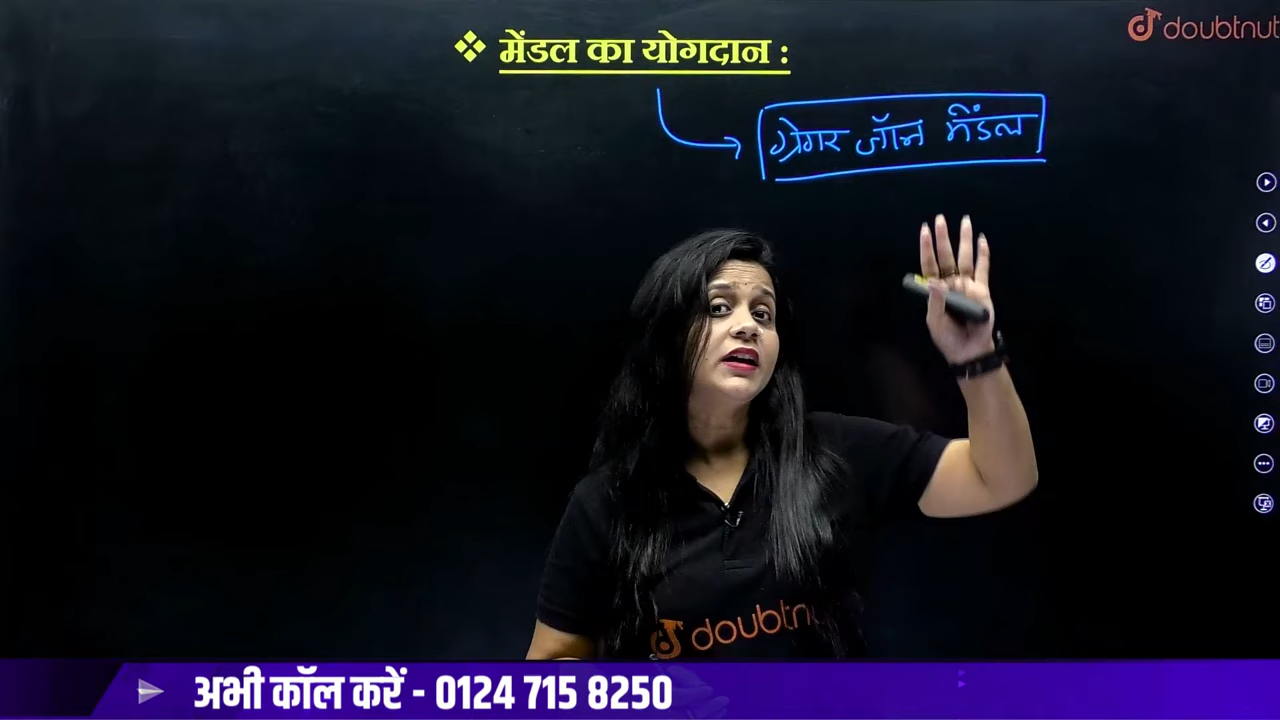 ❖ मेंडल का योगदान :
doubtnut
ग्रेगर जॉन मेंडल
doubtnut
अभी कॉल करें - 0124 715 8250